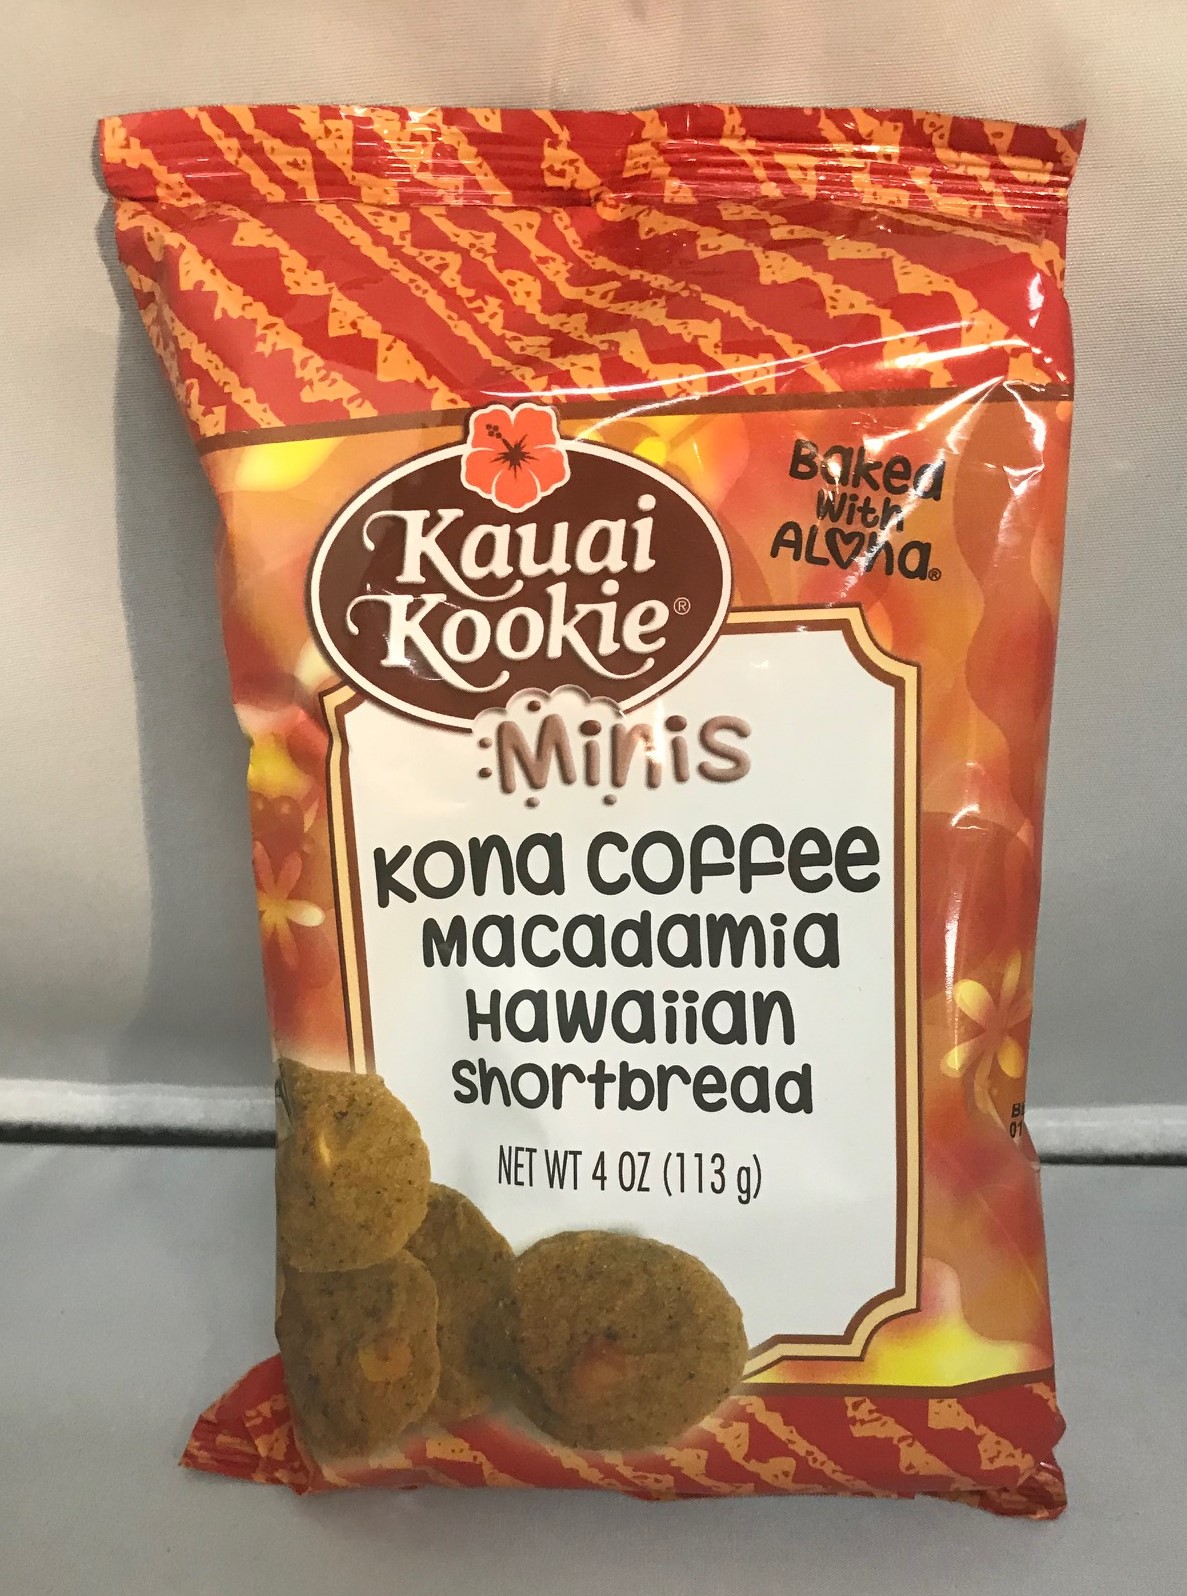 Kauai
Kookie®
Baked
with
ALOha®
Minis
Kona Coffee
Macadamia
Hawaiian
Shortbread
NET WT 4 OZ (113 g)